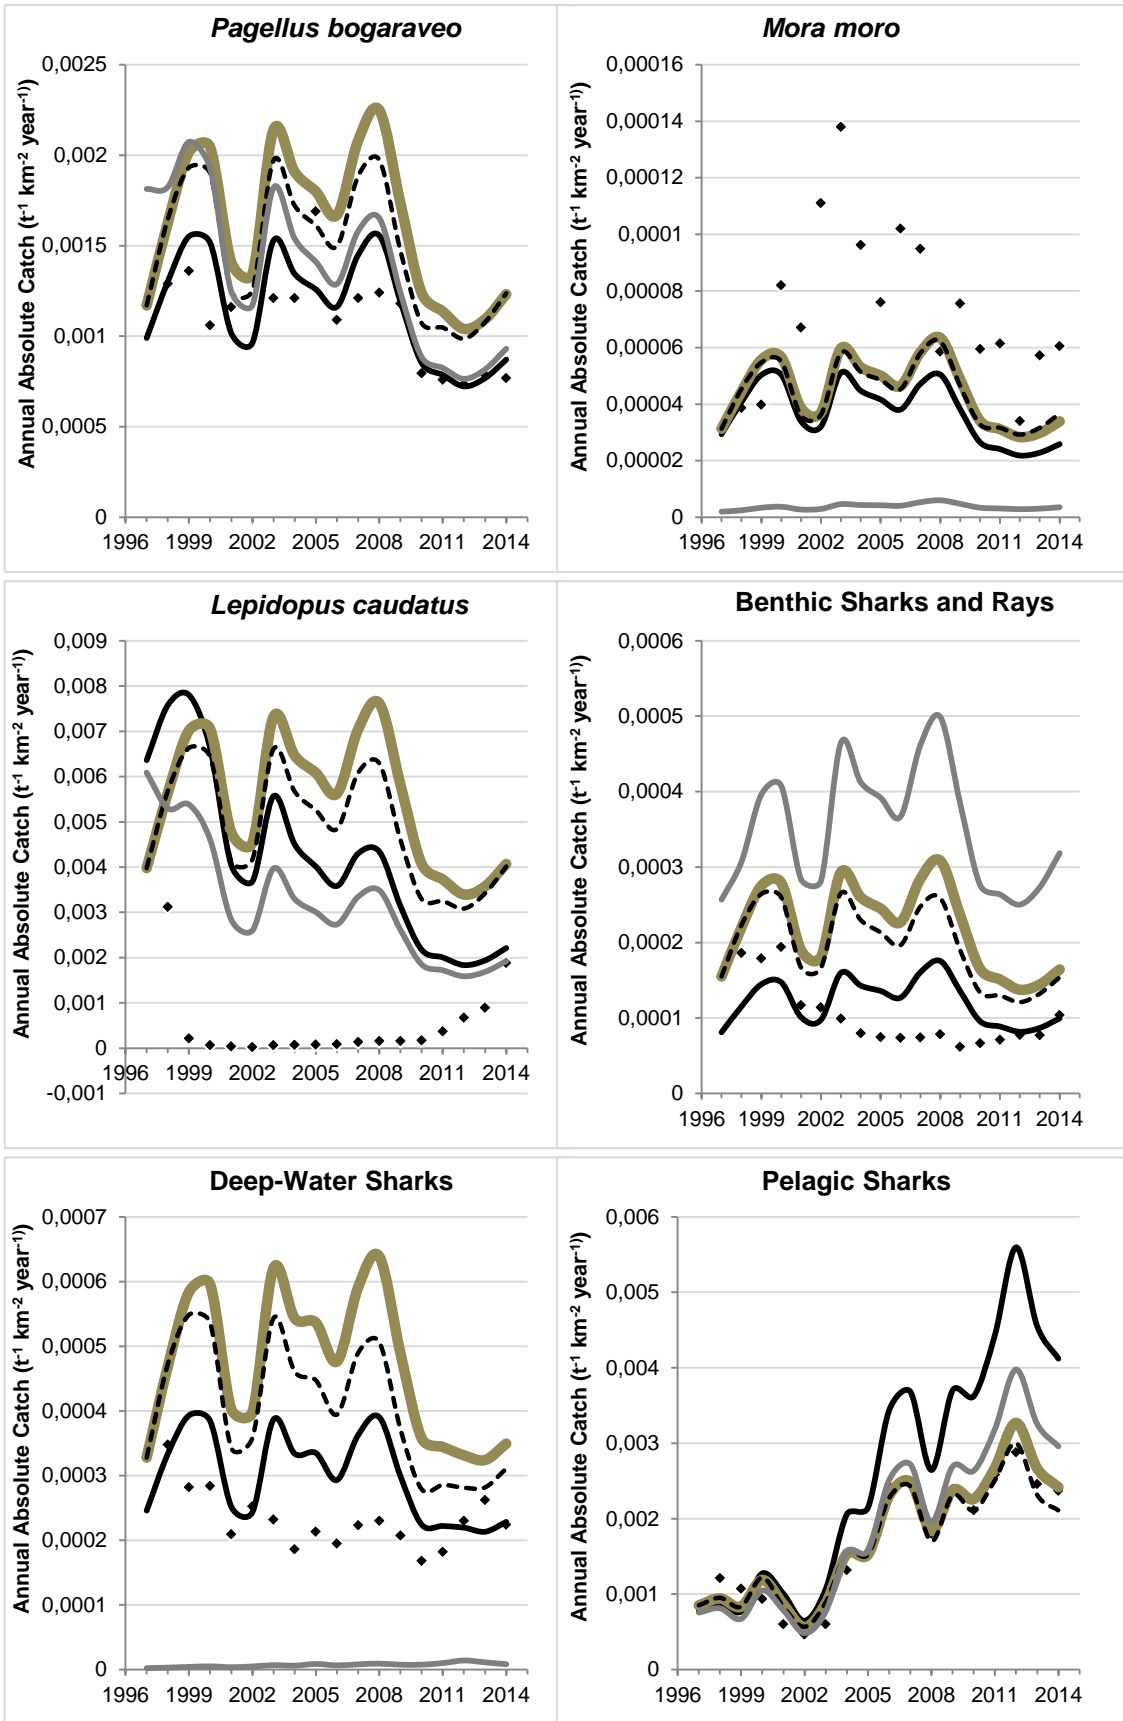 Pagellus bogaraveo
Annual Absolute Catch (t⁻¹ km⁻² year⁻¹⁾)
0,0025
0,002
0,0015
0,001
0,0005
0
1996 1999 2002 2005 2008 2011 2014
Mora moro
Annual Absolute Catch (t⁻¹ km⁻² year⁻¹⁾)
0,00016
0,00014
0,00012
0,0001
0,00008
0,00006
0,00004
0,00002
0
1996 1999 2002 2005 2008 2011 2014
Lepidopus caudatus
Annual Absolute Catch (t⁻¹ km⁻² year⁻¹⁾)
0,009
0,008
0,007
0,006
0,005
0,004
0,003
0,002
0,001
0
-0,001
1996 1999 2002 2005 2008 2011 2014
Benthic Sharks and Rays
Annual Absolute Catch (t⁻¹ km⁻² year⁻¹⁾)
0,0006
0,0005
0,0004
0,0003
0,0002
0,0001
0
1996 1999 2002 2005 2008 2011 2014
Deep-Water Sharks
Annual Absolute Catch (t⁻¹ km⁻² year⁻¹⁾)
0,0007
0,0006
0,0005
0,0004
0,0003
0,0002
0,0001
0
1996 1999 2002 2005 2008 2011 2014
Pelagic Sharks
Annual Absolute Catch (t⁻¹ km⁻² year⁻¹⁾)
0,006
0,005
0,004
0,003
0,002
0,001
0
1996 1999 2002 2005 2008 2011 2014